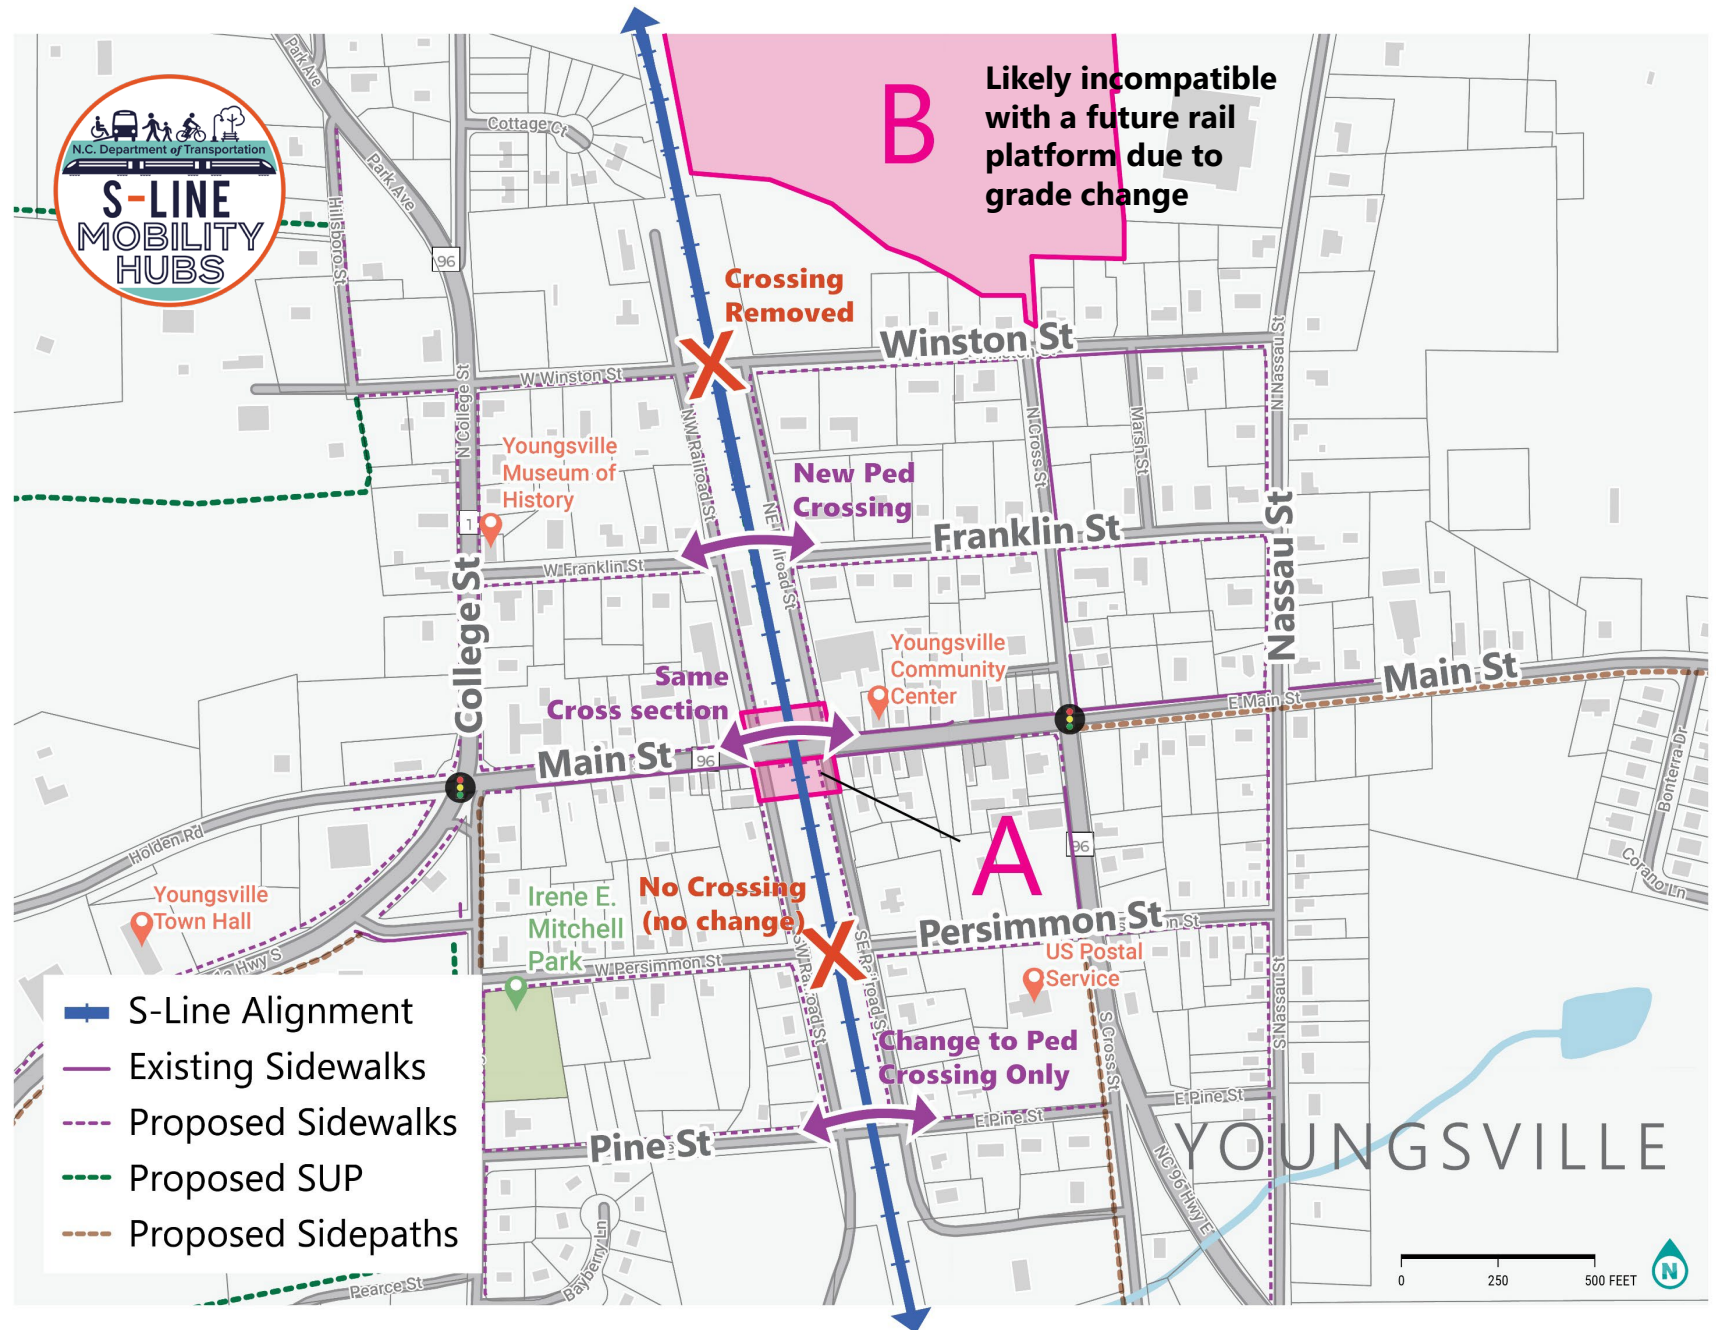 Park Ave
B
Likely incompatible
with a future rail
platform due to
grade change
N.C. Department of Transportation
S-LINE
MOBILITY
HUBS
Cottage Ct
Park Ave
Hillsboro St
96
Crossing
Removed
Winston St
N Nassau St
W Winston St
N College St
NW Railroad St
N Cross St
Marsh St
Youngsville
Museum of
History
New Ped
Crossing
1
Franklin St
W Franklin St
Nassau St
College St
Youngsville
Community
Center
Same
Cross section
Main St
E Main St
Main St
96
Bonterra Dr
Holden Rd
A
96
Corano Ln
Youngsville
Town Hall
Irene E.
Mitchell
Park
No Crossing
(no change)
Persimmon St
W Persimmon St
US Postal
Service
Hwy S
SE Railroad St
S Cross St
S Nassau St
S-Line Alignment
Existing Sidewalks
Proposed Sidewalks
Proposed SUP
Proposed Sidepaths
Change to Ped
Crossing Only
E Pine St
E Pine St
Pine St
YOUNGSVILLE
NC 96 Hwy E
Bayberry Ln
Pearce St
0 250 500 FEET
N